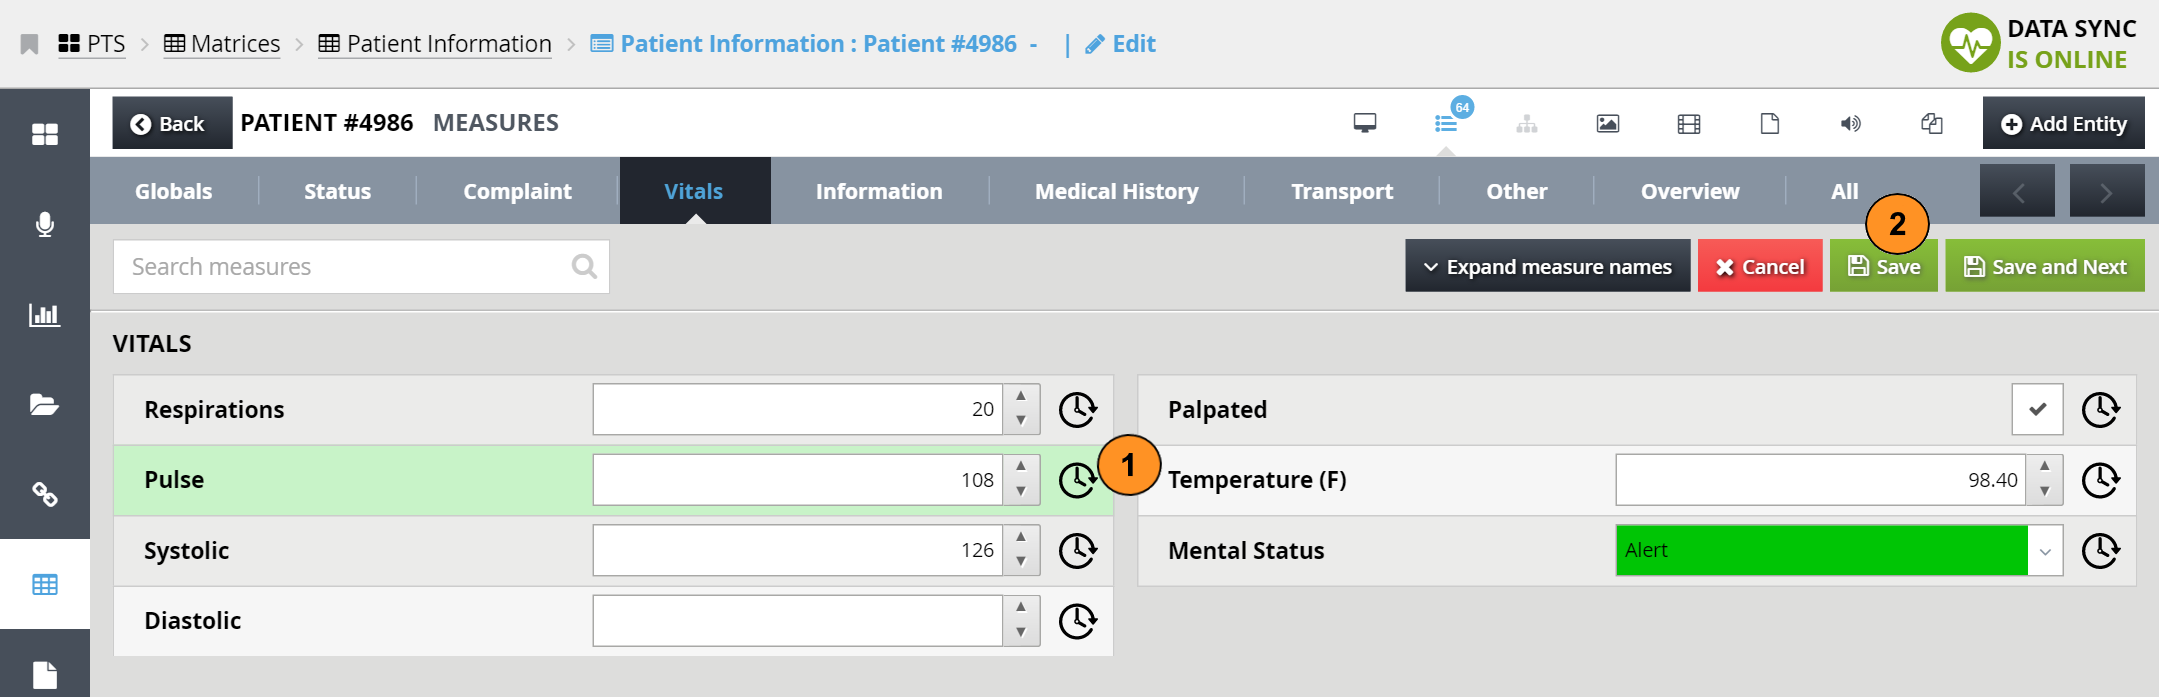 PTS > Matrices > Patient Information > Patient Information : Patient #4986 - | Edit
DATA SYNC
IS ONLINE
Back PATIENT #4986 MEASURES
64
Add Entity
Globals Status Complaint Vitals Information Medical History Transport Other Overview All
2
Search measures
Expand measure names Cancel Save Save and Next
VITALS
Respirations 20
Palpated
Pulse 108
1
Temperature (F) 98.40
Systolic 126
Mental Status Alert
Diastolic